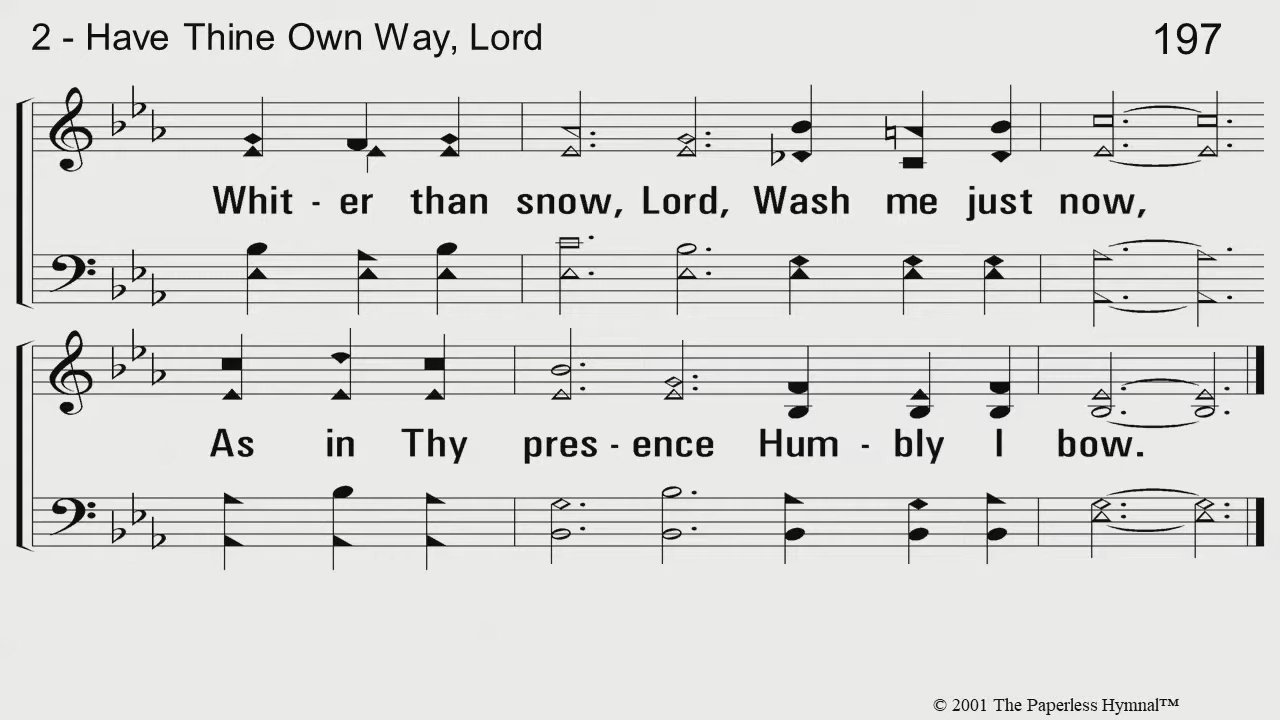 2 - Have Thine Own Way, Lord
197
Whit - er than snow, Lord, Wash me just now,
As in Thy pres - ence Hum - bly I bow.
© 2001 The Paperless Hymnal™